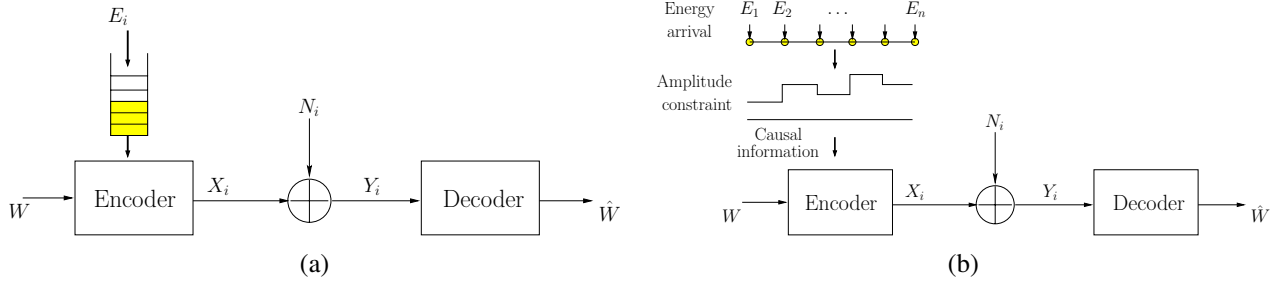 E_i
N_i
W
Encoder
X_i
Y_i
Decoder
Ŵ
(a)
Energy
arrival
E_1 E_2 ... E_n
Amplitude
constraint
Causal
information
N_i
W
Encoder
X_i
Y_i
Decoder
Ŵ
(b)